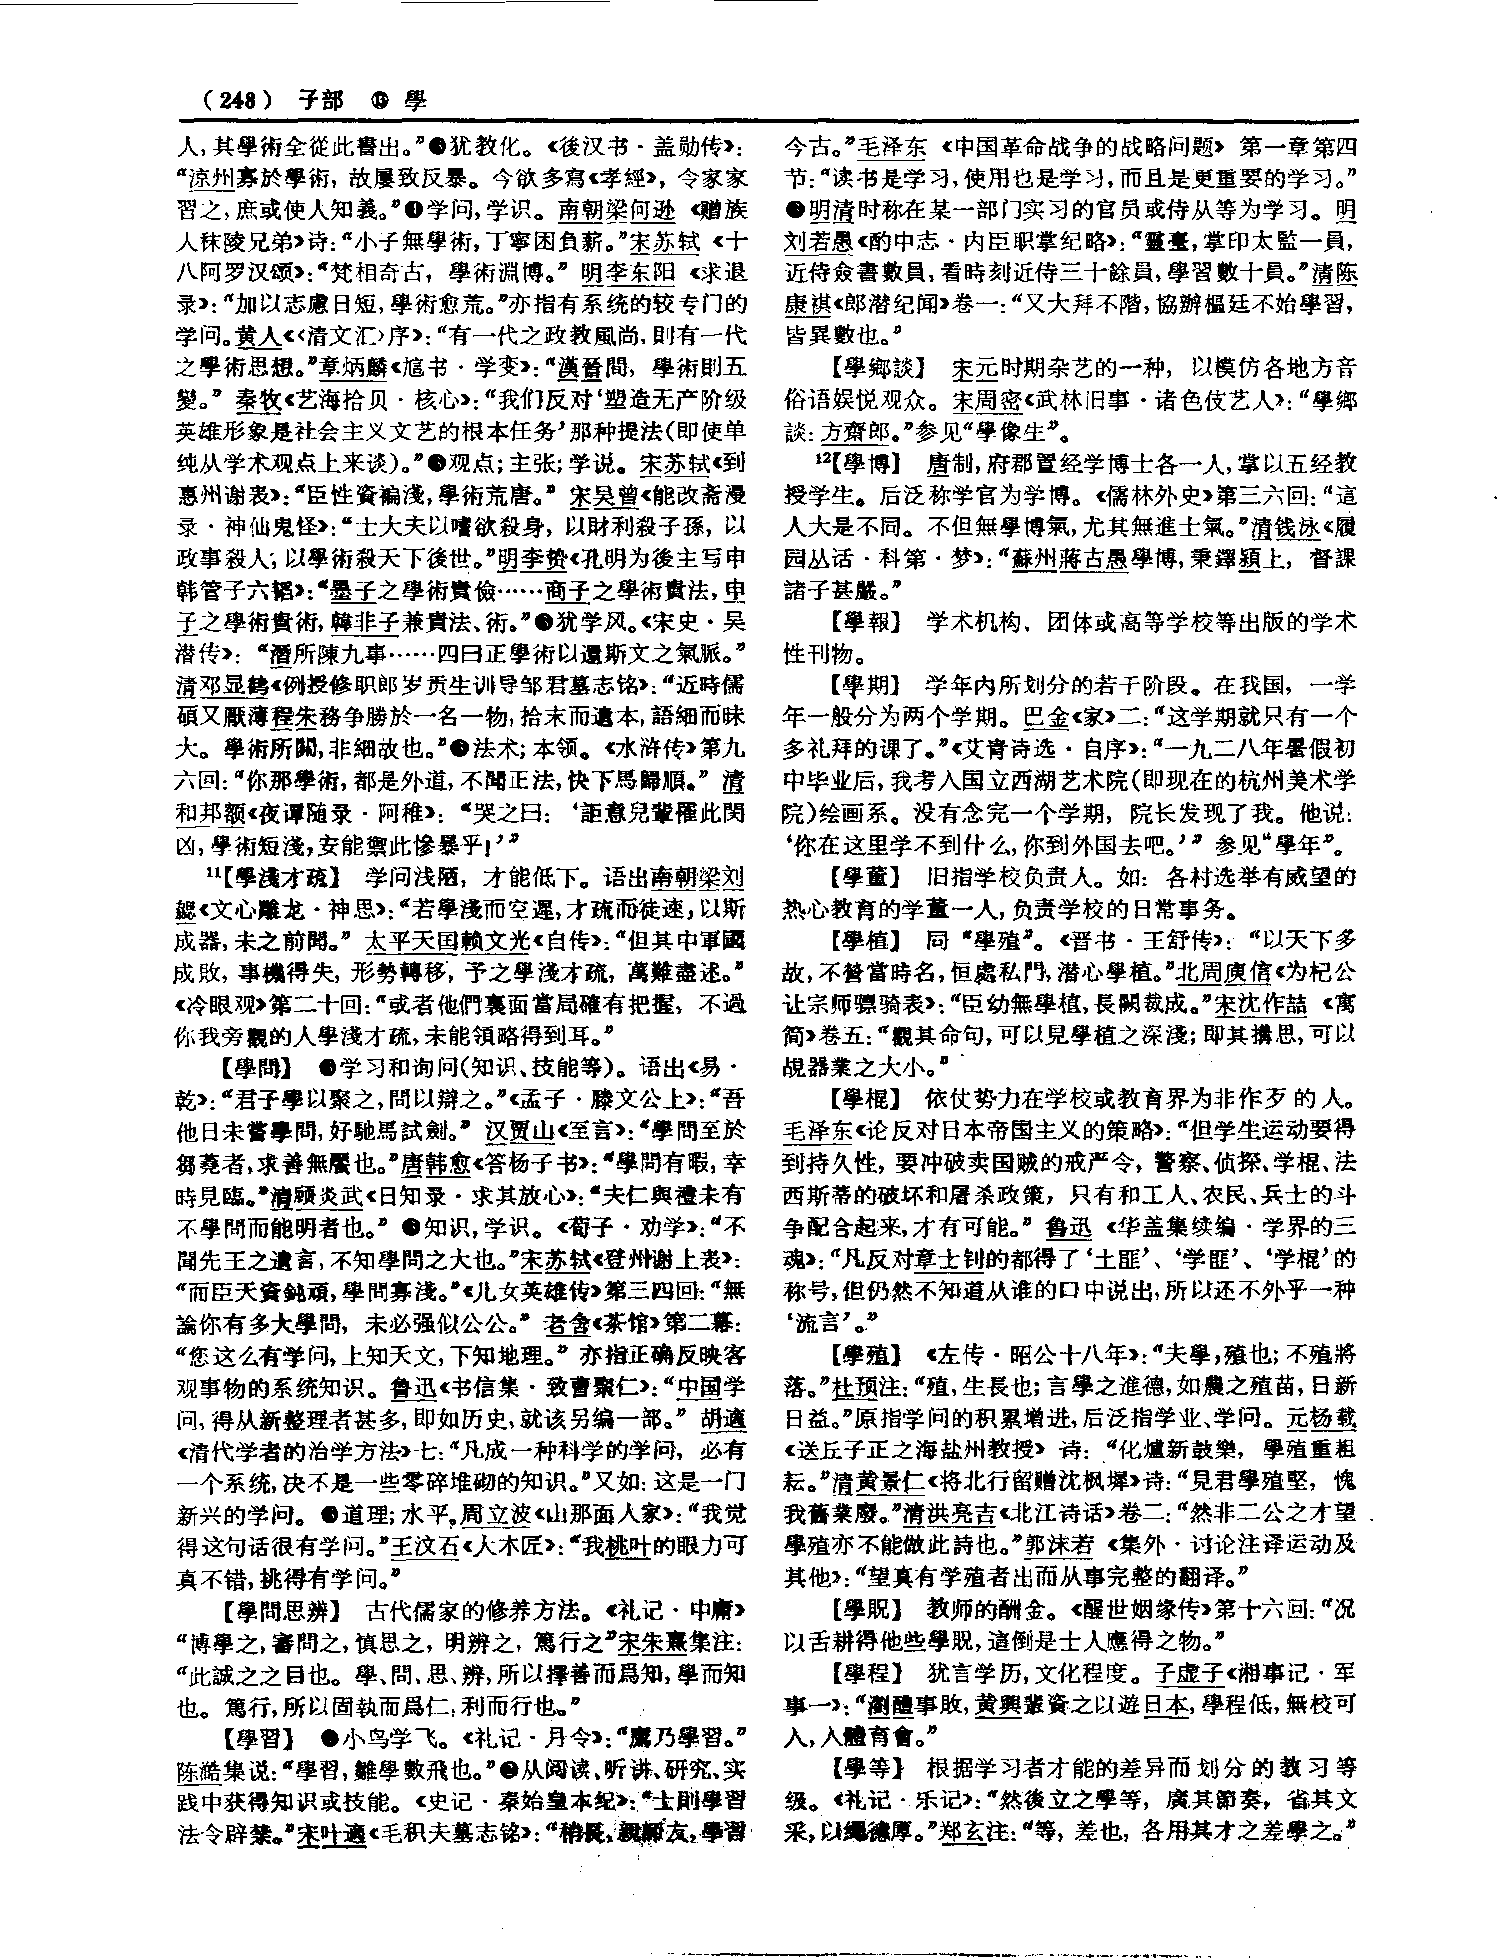 （248） 子部 ⓭ 學
人，其學術全從此書出。”❸犹教化。《後汉书·盖勋传》：
“涼州寡於學術，故屢致反暴。今欲多寫《孝經》，令家家
習之，庶或使人知義。”❹学问，学识。南朝梁何逊《赠族
人秣陵兄弟》诗：“小子無學術，丁寧困負薪。”宋苏轼《十
八阿罗汉颂》：“梵相奇古，學術淵博。”明李东阳《求退
录》：“加以志慮日短，學術愈荒。”亦指有系统的较专门的
学问。黄人《〈清文汇〉序》：“有一代之政教風尚，則有一代
之學術思想。”章炳麟《訄书·学变》：“漢晉間，學術則五
變。”秦牧《艺海拾贝·核心》：“我们反对‘塑造无产阶级
英雄形象是社会主义文艺的根本任务’那种提法（即使单
纯从学术观点上来谈）。”❺观点；主张；学说。宋苏轼《到
惠州谢表》：“臣性資褊淺，學術荒唐。”宋吴曾《能改斋漫
录·神仙鬼怪》：“士大夫以嗜欲殺身，以財利殺子孫，以
政事殺人，以學術殺天下後世。”明李贽《孔明为後主写申
韩管子六韬》：“墨子之學術貴儉……商子之學術貴法，申
子之學術貴術，韓非子兼貴法、術。”❻犹学风。《宋史·吴
潜传》：“潛所陳九事……四曰正學術以還斯文之氣脈。”
清邓显鹤《例授修职郎岁贡生训导邹君墓志铭》：“近時儒
碩又厭薄程朱務争勝於一名一物，拾末而遺本，語細而昧
大。學術所關，非細故也。”❼法术；本领。《水浒传》第九
六回：“你那學術，都是外道，不聞正法，快下馬歸順。”清
和邦额《夜谭随录·阿稚》：“哭之曰：‘詎意兒輩罹此閔
凶，學術短淺，安能禦此慘暴乎！’”
11【學淺才疏】 学问浅陋，才能低下。语出南朝梁刘
勰《文心雕龙·神思》：“若學淺而空遲，才疏而徒速，以斯
成器，未之前聞。”太平天囯赖文光《自传》：“但其中軍國
成敗，事機得失，形勢轉移，予之學淺才疏，萬難盡述。”
《冷眼观》第二十回：“或者他們裏面當局確有把握，不過
你我旁觀的人學淺才疏，未能領略得到耳。”
【學問】 ❶学习和询问（知识、技能等）。语出《易·
乾》：“君子學以聚之，問以辯之。”《孟子·滕文公上》：“吾
他日未嘗學問，好馳馬試劍。”汉贾山《至言》：“學問至於
芻蕘者，求善無饜也。”唐韩愈《答杨子书》：“學問有暇，幸
時見臨。”清顾炎武《日知录·求其放心》：“夫仁與禮未有
不學問而能明者也。”❷知识，学识。《荀子·劝学》：“不
聞先王之遺言，不知學問之大也。”宋苏轼《登州谢上表》：
“而臣天資鈍頑，學問寡淺。”《儿女英雄传》第三四回：“無
論你有多大學問，未必强似公公。”老舍《茶馆》第二幕：
“您这么有学问，上知天文，下知地理。”亦指正确反映客
观事物的系统知识。鲁迅《书信集·致曹聚仁》：“中国学
问，得从新整理者甚多，即如历史，就该另编一部。”胡適
《清代学者的治学方法》七：“凡成一种科学的学问，必有
一个系统，决不是一些零碎堆砌的知识。”又如：这是一门
新兴的学问。❸道理；水平。周立波《山那面人家》：“我觉
得这句话很有学问。”王汶石《大木匠》：“我桃叶的眼力可
真不错，挑得有学问。”
【學問思辨】 古代儒家的修养方法。《礼记·中庸》
“博學之，審問之，慎思之，明辨之，篤行之”宋朱熹集注：
“此誠之之目也。學、問、思、辨，所以擇善而爲知，學而知
也。篤行，所以固執而爲仁，利而行也。”
【學習】 ❶小鸟学飞。《礼记·月令》：“鷹乃學習。”
陈皓集说：“學習，雛學數飛也。”❷从阅读、听讲、研究、实
践中获得知识或技能。《史记·秦始皇本纪》：“士則學習
法令辟禁。”宋叶適《毛积夫墓志铭》：“稍長，親師友，學習
今古。”毛泽东《中国革命战争的战略问题》第一章第四
节：“读书是学习，使用也是学习，而且是更重要的学习。”
❸明清时称在某一部门实习的官员或侍从等为学习。明
刘若愚《酌中志·内臣职掌纪略》：“靈臺，掌印太監一員，
近侍僉書數員，看時刻近侍三十餘員，學習數十員。”清陈
康祺《郎潜纪闻》卷一：“又大拜不階，協辦樞廷不始學習，
皆異數也。”
【學鄉談】 宋元时期杂艺的一种，以模仿各地方音
俗语娱悦观众。宋周密《武林旧事·诸色伎艺人》：“學鄉
談：方齋郎。”参见“學像生”。
12【學博】 唐制，府郡置经学博士各一人，掌以五经教
授学生。后泛称学官为学博。《儒林外史》第三六回：“這
人大是不同。不但無學博氣，尤其無進士氣。”清钱泳《履
园丛话·科第·梦》：“蘇州蔣古愚學博，秉鐸潁上，督課
諸子甚嚴。”
【學報】 学术机构、团体或高等学校等出版的学术
性刊物。
【學期】 学年内所划分的若干阶段。在我国，一学
年一般分为两个学期。巴金《家》二：“这学期就只有一个
多礼拜的课了。”《艾青诗选·自序》：“一九二八年暑假初
中毕业后，我考入国立西湖艺术院（即现在的杭州美术学
院）绘画系。没有念完一个学期，院长发现了我。他说：
‘你在这里学不到什么，你到外国去吧。’”参见“學年”。
【學董】 旧指学校负责人。如：各村选举有威望的
热心教育的学董一人，负责学校的日常事务。
【學植】 同“學殖”。《晋书·王舒传》：“以天下多
故，不營當時名，恒處私門，潛心學植。”北周庾信《为杞公
让宗师骠骑表》：“臣幼無學植，長闕裁成。”宋沈作喆《寓
简》卷五：“觀其命句，可以見學植之深淺；即其搆思，可以
覘器業之大小。”
【學棍】 依仗势力在学校或教育界为非作歹的人。
毛泽东《论反对日本帝国主义的策略》：“但学生运动要得
到持久性，要冲破卖国贼的戒严令，警察、侦探、学棍、法
西斯蒂的破坏和屠杀政策，只有和工人、农民、兵士的斗
争配合起来，才有可能。”鲁迅《华盖集续编·学界的三
魂》：“凡反对章士钊的都得了‘土匪’、‘学匪’、‘学棍’的
称号，但仍然不知道从谁的口中说出，所以还不外乎一种
‘流言’。”
【學殖】 《左传·昭公十八年》：“夫學，殖也；不殖將
落。”杜预注：“殖，生長也；言學之進德，如農之殖苗，日新
日益。”原指学问的积累增进，后泛指学业、学问。元杨载
《送丘子正之海盐州教授》诗：“化爐新鼓樂，學殖重耝
耘。”清黄景仁《将北行留赠沈枫墀》诗：“見君學殖堅，愧
我舊業廢。”清洪亮吉《北江诗话》卷二：“然非二公之才望
學殖亦不能做此詩也。”郭沫若《集外·讨论注译运动及
其他》：“望真有学殖者出而从事完整的翻译。”
【學貺】 教师的酬金。《醒世姻缘传》第十六回：“况
以舌耕得他些學貺，這倒是士人應得之物。”
【學程】 犹言学历，文化程度。子虚子《湘事记·军
事一》：“瀏醴事敗，黄興裴資之以遊日本，學程低，無校可
入，入體育會。”
【學等】 根据学习者才能的差异而划分的教习等
级。《礼记·乐记》：“然後立之學等，廣其節奏，省其文
采，以繩德厚。”郑玄注：“等，差也，各用其才之差學之。”